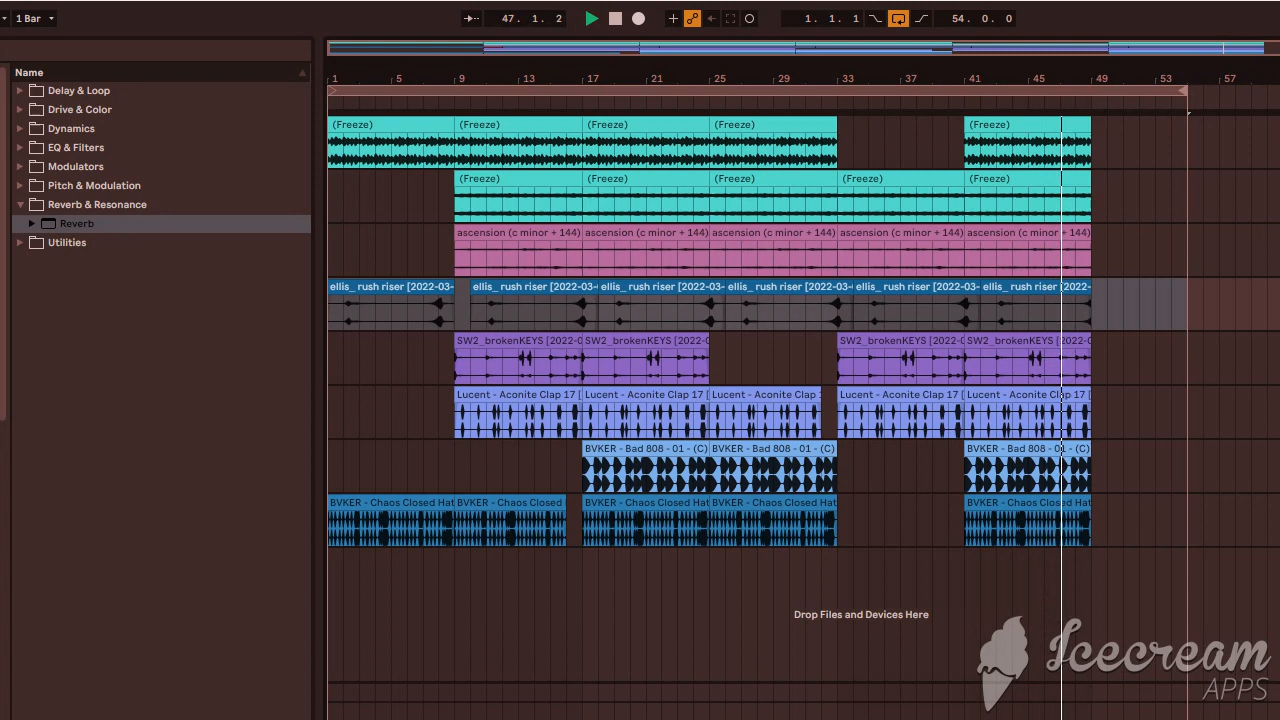 1 Bar
47. 1. 2
1. 1. 1
54. 0. 0
Name
Delay & Loop
Drive & Color
Dynamics
EQ & Filters
Modulators
Pitch & Modulation
Reverb & Resonance
Reverb
Utilities
1 5 9 13 17 21 25 29 33 37 41 45 49 53 57
(Freeze) (Freeze) (Freeze) (Freeze) (Freeze)
(Freeze) (Freeze) (Freeze) (Freeze) (Freeze)
ascension (c minor + 144) ascension (c minor + 144) ascension (c minor + 144) ascension (c minor + 144) ascension (c minor + 144)
ellis_ rush riser [2022-03- ellis_ rush riser [2022-03- ellis_ rush riser [2022-03- ellis_ rush riser [2022-03- ellis_ rush riser [2022-03- ellis_ rush riser [2022-
SW2_brokenKEYS [2022-0 SW2_brokenKEYS [2022-0 SW2_brokenKEYS [2022-0 SW2_brokenKEYS [2022-0
Lucent - Aconite Clap 17 [ Lucent - Aconite Clap 17 [ Lucent - Aconite Clap Lucent - Aconite Clap 17 [ Lucent - Aconite Clap 17 [
BVKER - Bad 808 - 01 - (C) BVKER - Bad 808 - 01 - (C) BVKER - Bad 808 - 01 - (C)
BVKER - Chaos Closed Hat BVKER - Chaos Closed BVKER - Chaos Closed Hat BVKER - Chaos Closed Hat BVKER - Chaos Closed Hat
Drop Files and Devices Here
Icecream
APPS